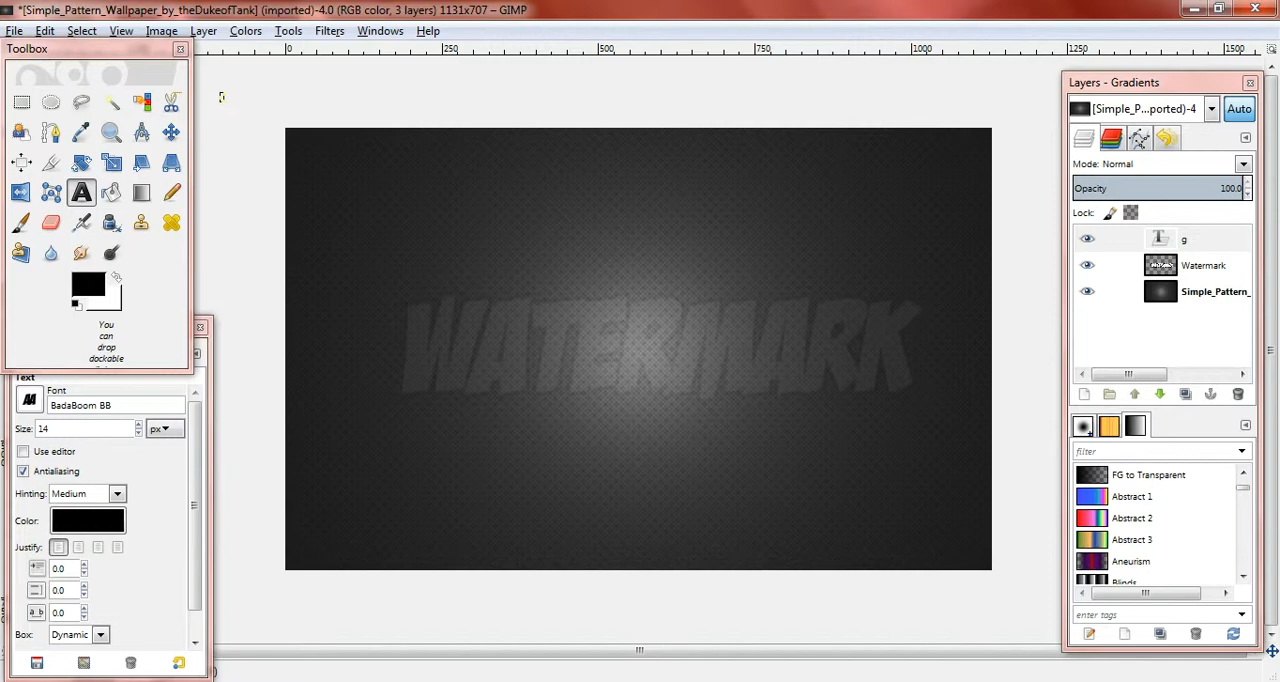 *[Simple_Pattern_Wallpaper_by_theDukeofTank] (imported)-4.0 (RGB color, 3 layers) 1131x707 – GIMP
File Edit Select View Image Layer Colors Tools Filters Windows Help
Toolbox
0 250 500 750 1000 1250 1500
Layers - Gradients
[Simple_P...ported)-4 Auto
Mode: Normal
Opacity 100.0
Lock:
g
Watermark
Simple_Pattern_
WATERMARK
You
can
drop
dockable
Text
Font
AA BadaBoom BB
Size: 14 px
Use editor
Antialiasing
Hinting: Medium
Color:
Justify:
0.0
0.0
a_b 0.0
Box: Dynamic
filter
FG to Transparent
Abstract 1
Abstract 2
Abstract 3
Aneurism
Blinds
enter tags